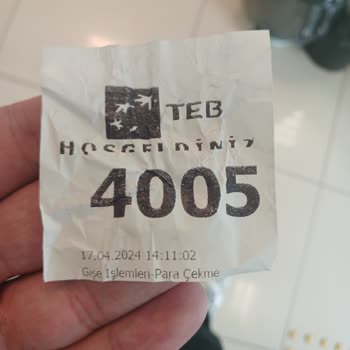 TEB
HOŞGELDİNİZ
4005
17.04.2024 14:11:02
Gişe İşlemleri-Para Çekme